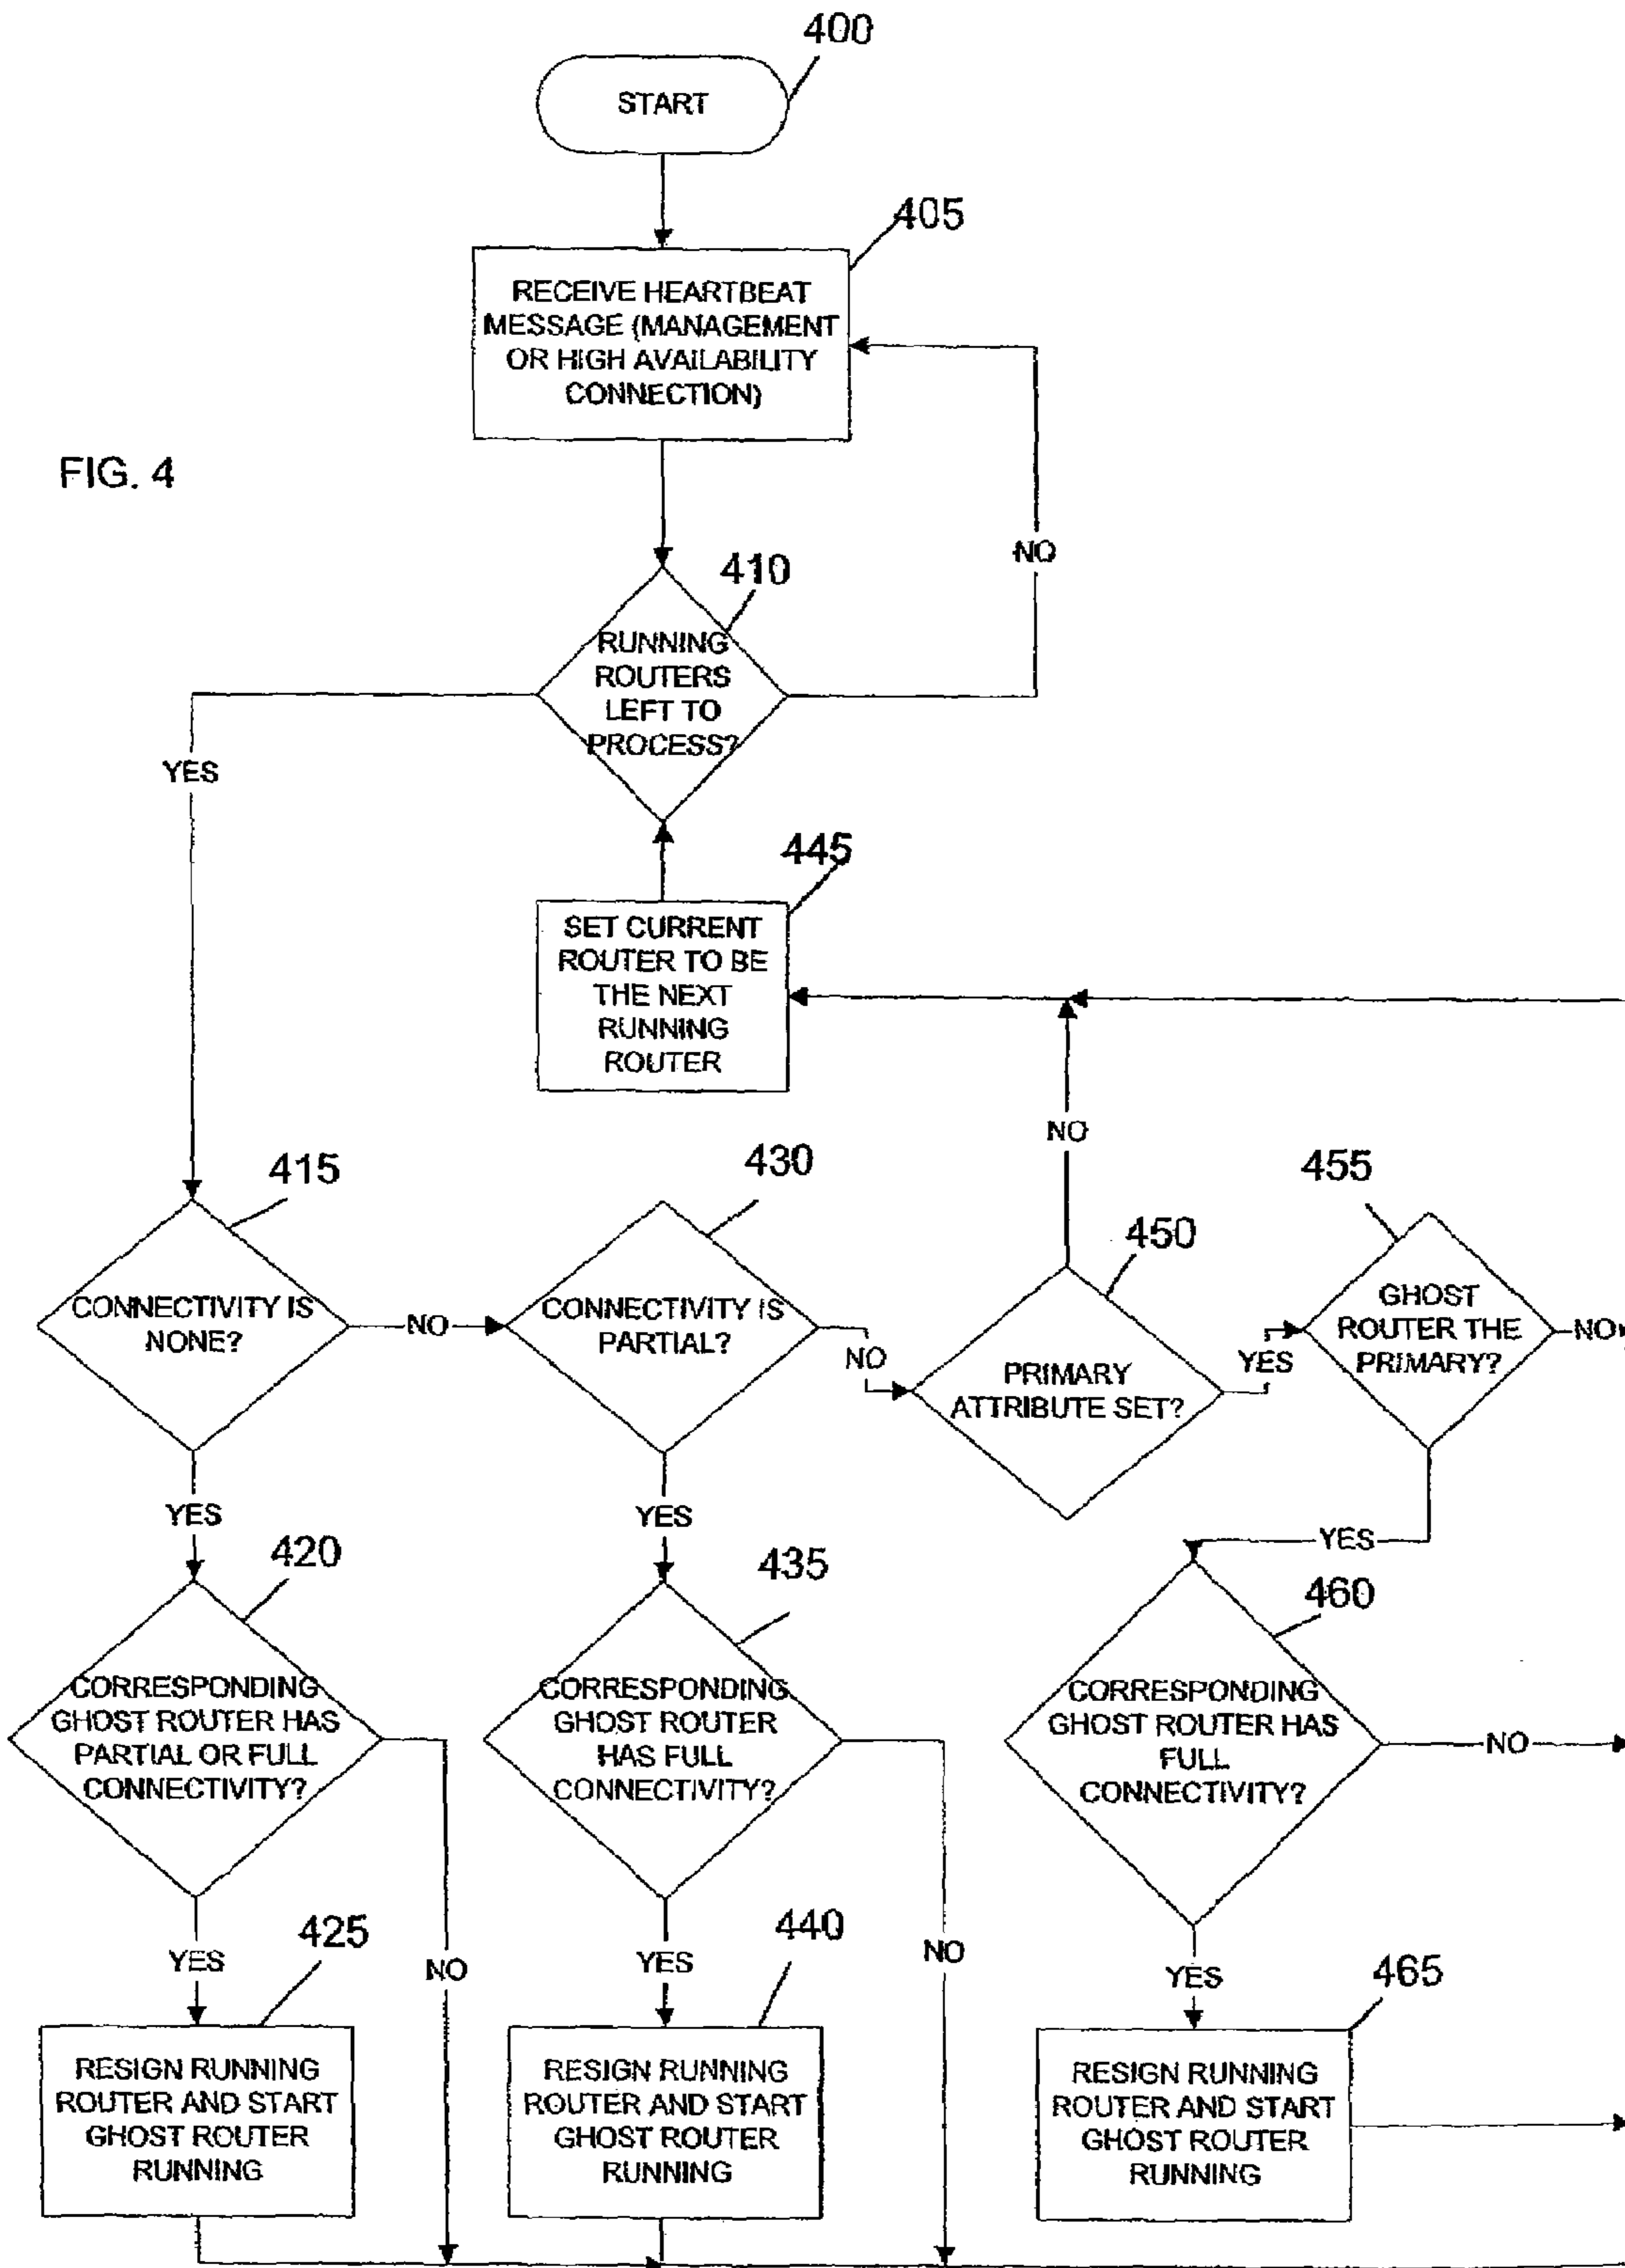 400
START
405
RECEIVE HEARTBEAT
MESSAGE (MANAGEMENT
OR HIGH AVAILABILITY
CONNECTION)
FIG. 4
NO
410
RUNNING
ROUTERS
LEFT TO
PROCESS?
YES
445
SET CURRENT
ROUTER TO BE
THE NEXT
RUNNING
ROUTER
NO
415
430
455
450
CONNECTIVITY IS
NONE?
NO
CONNECTIVITY IS
PARTIAL?
NO
PRIMARY
ATTRIBUTE SET?
YES
GHOST
ROUTER THE
PRIMARY?
NO
YES
YES
YES
420
435
460
CORRESPONDING
GHOST ROUTER HAS
PARTIAL OR FULL
CONNECTIVITY?
CORRESPONDING
GHOST ROUTER
HAS FULL
CONNECTIVITY?
CORRESPONDING
GHOST ROUTER HAS
FULL
CONNECTIVITY?
NO
425
440
465
YES
NO
YES
NO
YES
RESIGN RUNNING
ROUTER AND START
GHOST ROUTER
RUNNING
RESIGN RUNNING
ROUTER AND START
GHOST ROUTER
RUNNING
RESIGN RUNNING
ROUTER AND START
GHOST ROUTER
RUNNING